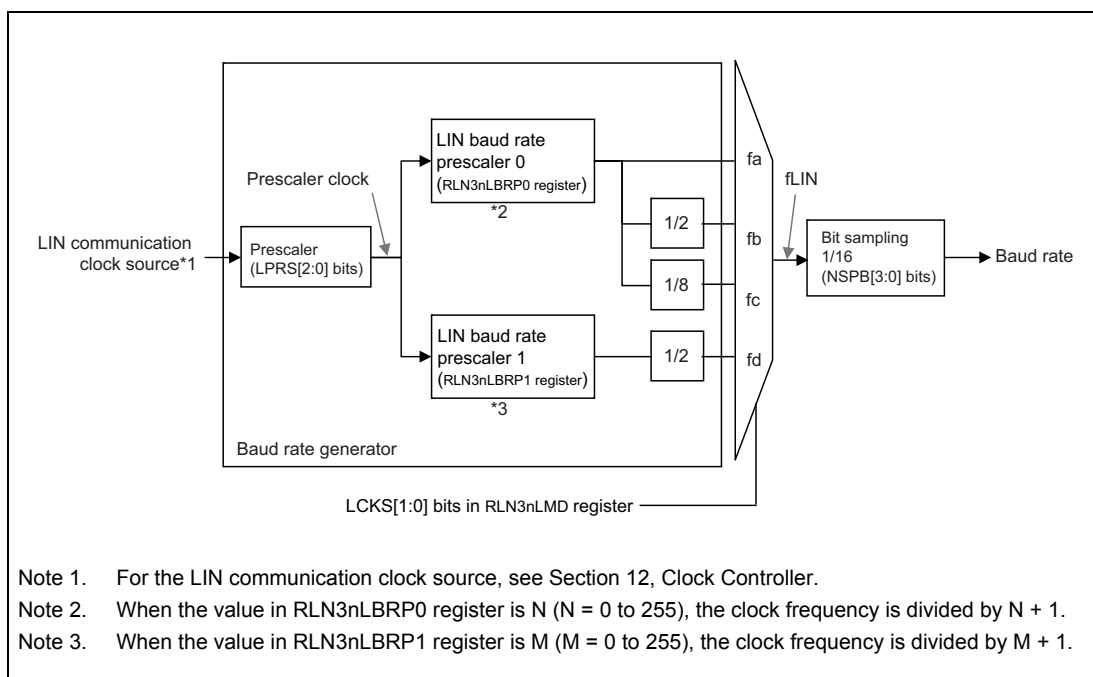 LIN baud rate
prescaler 0
(RLN3nLBRP0 register)
*2
Prescaler clock
LIN communication
clock source*1
Prescaler
(LPRS[2:0] bits)
LIN baud rate
prescaler 1
(RLN3nLBRP1 register)
*3
1/2
1/8
1/2
fa
fb
fc
fd
fLIN
Bit sampling
1/16
(NSPB[3:0] bits)
Baud rate
Baud rate generator
LCKS[1:0] bits in RLN3nLMD register
Note 1. For the LIN communication clock source, see Section 12, Clock Controller.
Note 2. When the value in RLN3nLBRP0 register is N (N = 0 to 255), the clock frequency is divided by N + 1.
Note 3. When the value in RLN3nLBRP1 register is M (M = 0 to 255), the clock frequency is divided by M + 1.